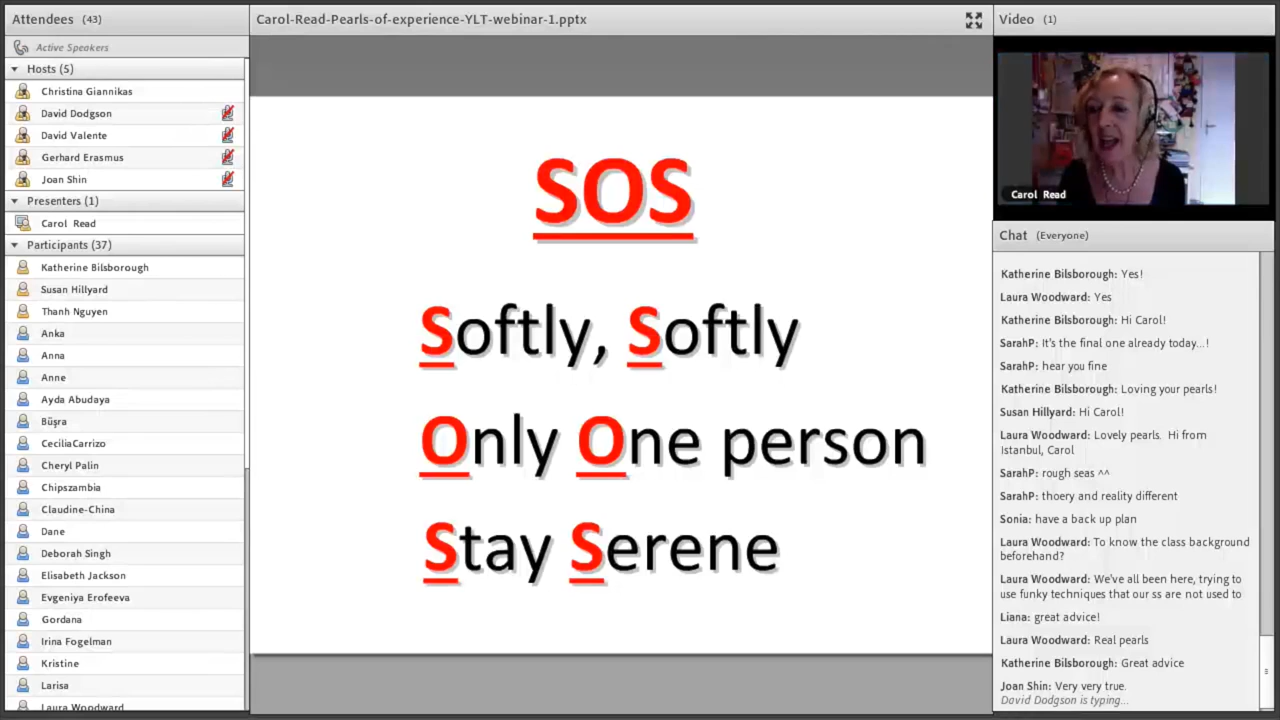 Attendees (43)
Active Speakers
Hosts (5)
Christina Giannikas
David Dodgson
David Valente
Gerhard Erasmus
Joan Shin
Presenters (1)
Carol Read
Participants (37)
Katherine Bilsborough
Susan Hillyard
Thanh Nguyen
Anka
Anna
Anne
Ayda Abudaya
Büşra
CeciliaCarrizo
Cheryl Palin
Chipszambia
Claudine-China
Dane
Deborah Singh
Elisabeth Jackson
Evgeniya Erofeeva
Gordana
Irina Fogelman
Kristine
Larisa
Laura Woodward
Carol-Read-Pearls-of-experience-YLT-webinar-1.pptx
SOS
Softly, Softly
Only One person
Stay Serene
Video (1)
Carol Read
Chat (Everyone)
Katherine Bilsborough: Yes!
Laura Woodward: Yes
Katherine Bilsborough: Hi Carol!
SarahP: It's the final one already today...!
SarahP: hear you fine
Katherine Bilsborough: Loving your pearls!
Susan Hillyard: Hi Carol!
Laura Woodward: Lovely pearls. Hi from
Istanbul, Carol
SarahP: rough seas ^^
SarahP: thoery and reality different
Sonia: have a back up plan
Laura Woodward: To know the class background
beforehand?
Laura Woodward: We've all been here, trying to
use funky techniques that our ss are not used to
Liana: great advice!
Laura Woodward: Real pearls
Katherine Bilsborough: Great advice
Joan Shin: Very very true.
David Dodgson is typing...